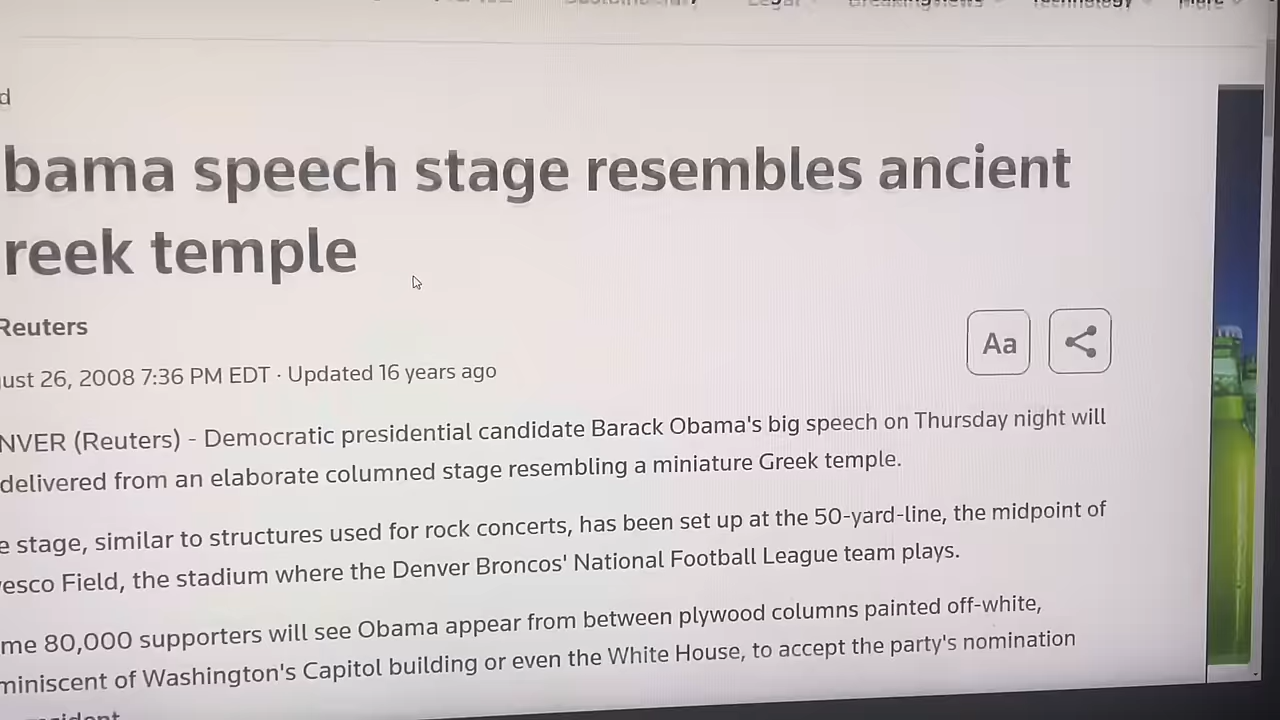 d
bama speech stage resembles ancient
reek temple
Reuters
Aa
ust 26, 2008 7:36 PM EDT · Updated 16 years ago
NVER (Reuters) - Democratic presidential candidate Barack Obama's big speech on Thursday night will
delivered from an elaborate columned stage resembling a miniature Greek temple.
e stage, similar to structures used for rock concerts, has been set up at the 50-yard-line, the midpoint of
esco Field, the stadium where the Denver Broncos' National Football League team plays.
me 80,000 supporters will see Obama appear from between plywood columns painted off-white,
miniscent of Washington's Capitol building or even the White House, to accept the party's nomination